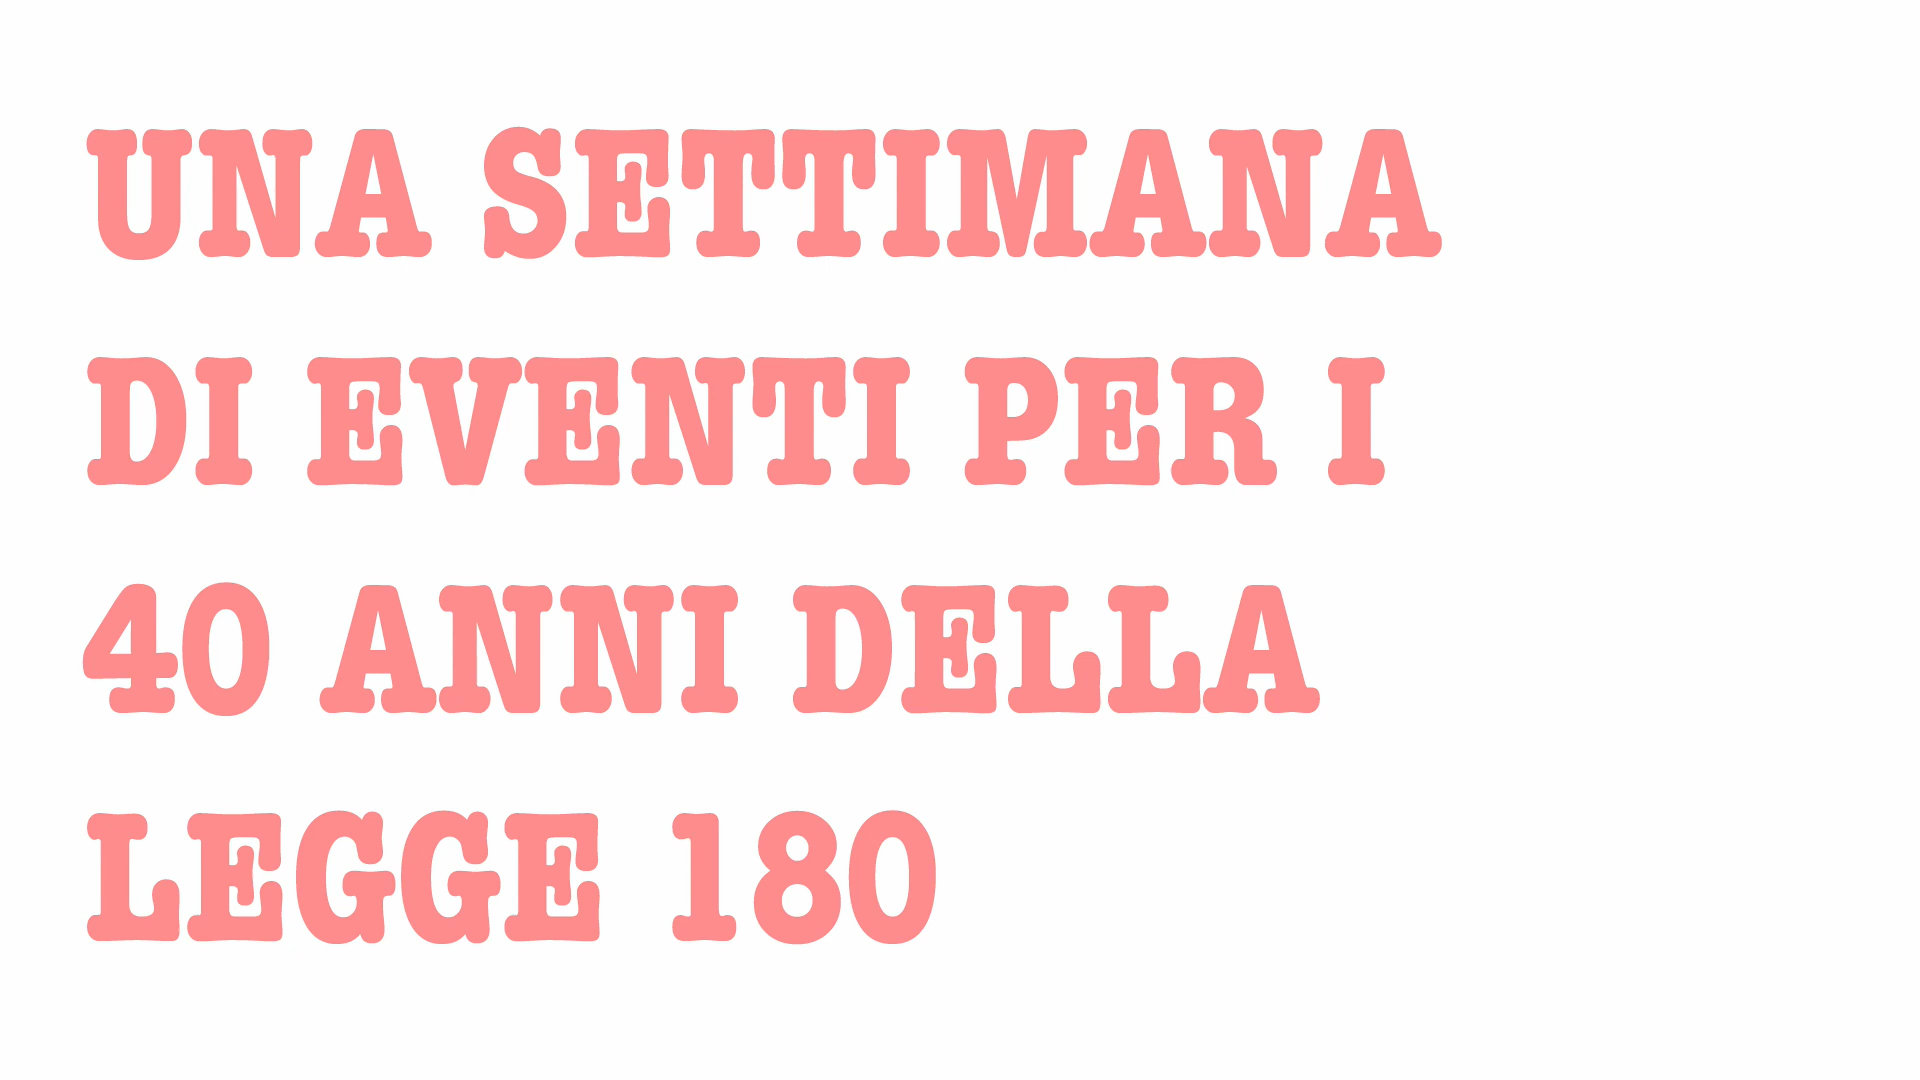 UNA SETTIMANA
DI EVENTI PER I
40 ANNI DELLA
LEGGE 180